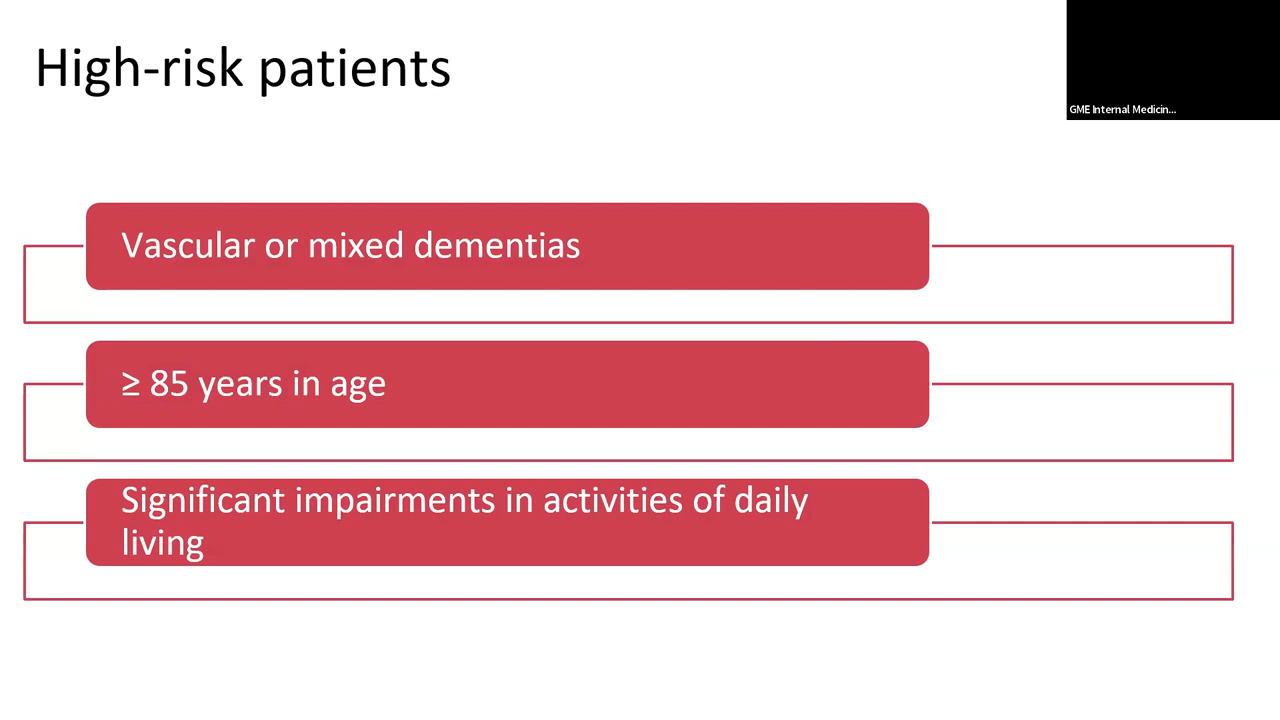 High-risk patients
GME Internal Medicin...
Vascular or mixed dementias
≥ 85 years in age
Significant impairments in activities of daily
living